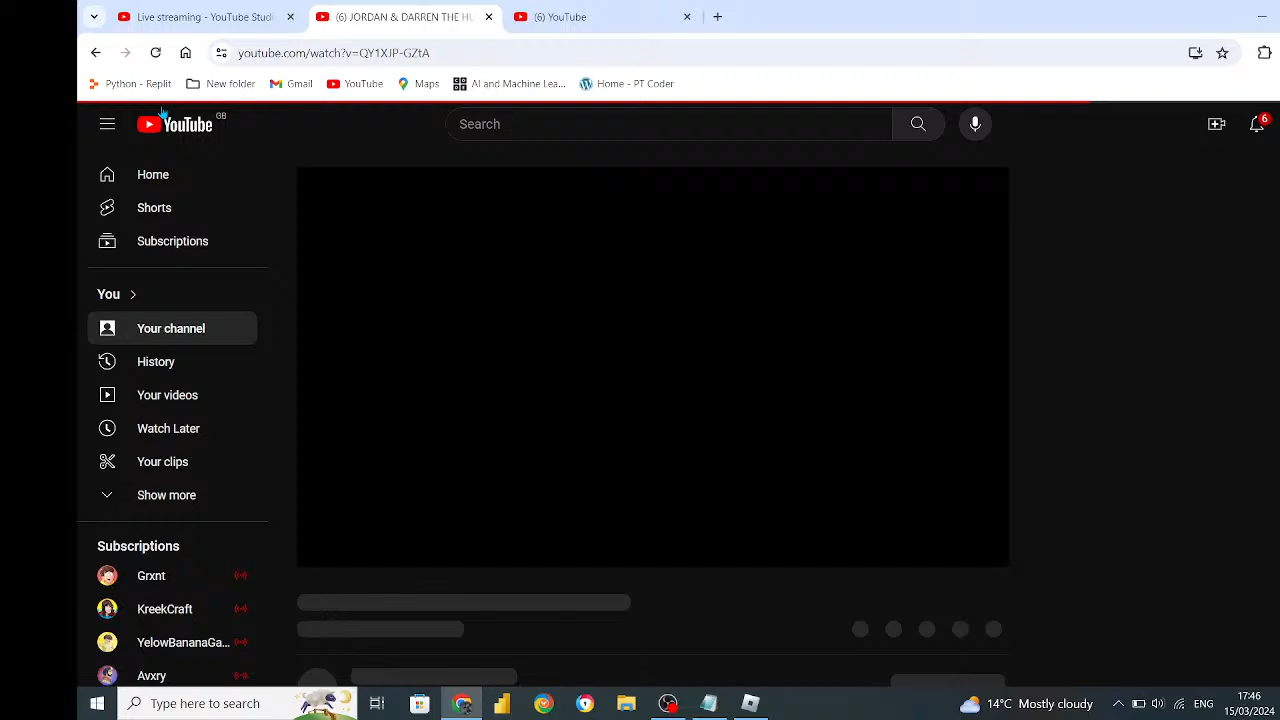 Live streaming - YouTube Studi
(6) JORDAN & DARREN THE HU
(6) YouTube
youtube.com/watch?v=QY1XJP-GZtA
Python - Replit
New folder
Gmail
YouTube
Maps
AI and Machine Lea...
Home - PT Coder
YouTube GB
Search
6
Home
Shorts
Subscriptions
You
Your channel
History
Your videos
Watch Later
Your clips
Show more
Subscriptions
Grxnt
KreekCraft
YelowBananaGa...
Avxry
Type here to search
14°C Mostly cloudy
ENG
17:46
15/03/2024